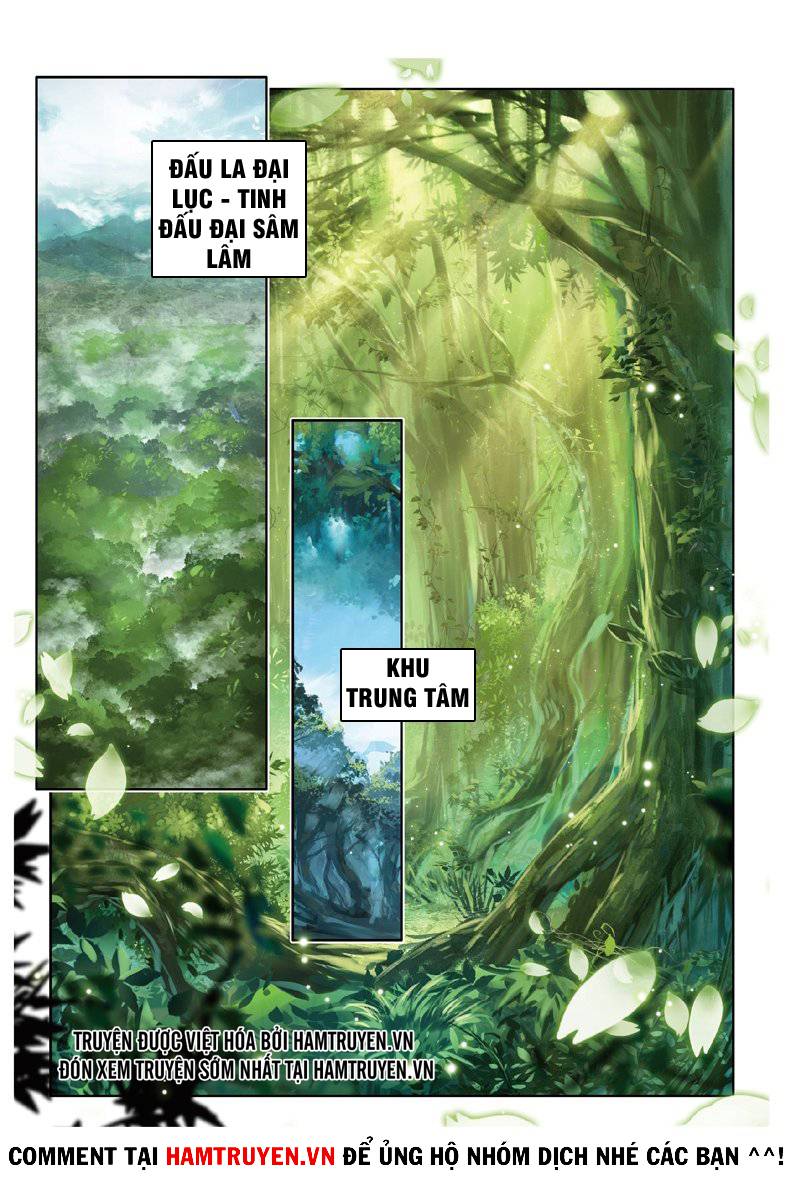 ĐẤU LA ĐẠI
LỤC - TINH
ĐẤU ĐẠI SÂM
LÂM
KHU
TRUNG TÂM
TRUYỆN ĐƯỢC VIỆT HÓA BỞI HAMTRUYEN.VN
ĐÓN XEM TRUYỆN SỚM NHẤT TẠI HAMTRUYEN.VN
COMMENT TẠI HAMTRUYEN.VN ĐỂ ỦNG HỘ NHÓM DỊCH NHÉ CÁC BẠN ^^!